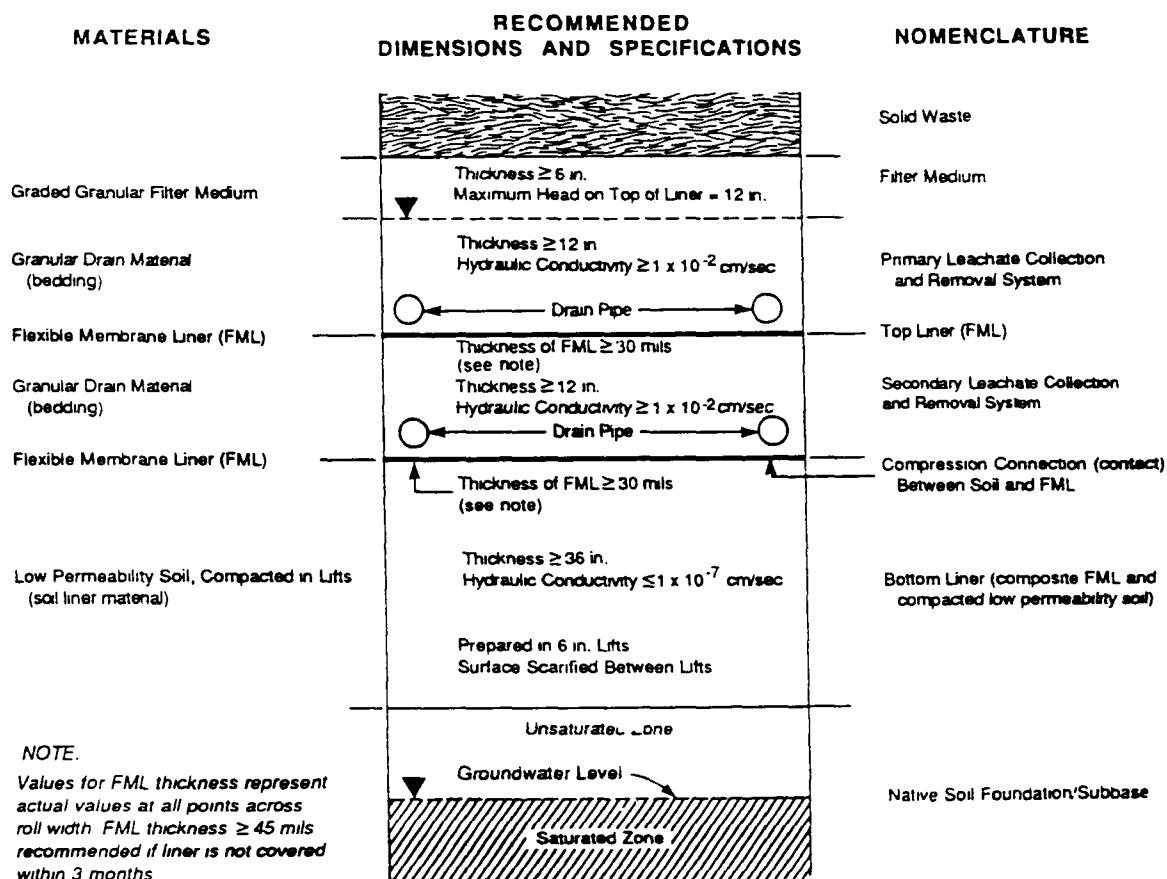 MATERIALS
RECOMMENDED
DIMENSIONS AND SPECIFICATIONS
NOMENCLATURE
Solid Waste
Graded Granular Filter Medium
Thickness ≥ 6 in.
Maximum Head on Top of Liner = 12 in.
Filter Medium
Granular Drain Material
(bedding)
Thickness ≥ 12 in
Hydraulic Conductivity ≥ 1 x 10⁻² cm/sec
Primary Leachate Collection
and Removal System
Drain Pipe
Flexible Membrane Liner (FML)
Top Liner (FML)
Thickness of FML ≥ 30 mils
(see note)
Granular Drain Material
(bedding)
Thickness ≥ 12 in.
Hydraulic Conductivity ≥ 1 x 10⁻² cm/sec
Secondary Leachate Collection
and Removal System
Drain Pipe
Flexible Membrane Liner (FML)
Compression Connection (contact)
Between Soil and FML
Thickness of FML ≥ 30 mils
(see note)
Low Permeability Soil, Compacted in Lifts
(soil liner material)
Thickness ≥ 36 in.
Hydraulic Conductivity ≤ 1 x 10⁻⁷ cm/sec
Bottom Liner (composite FML and
compacted low permeability soil)
Prepared in 6 in. Lifts
Surface Scarified Between Lifts
Unsaturated Zone
Groundwater Level
Native Soil Foundation/Subbase
Saturated Zone
NOTE.
Values for FML thickness represent
actual values at all points across
roll width FML thickness ≥ 45 mils
recommended if liner is not covered
within 3 months